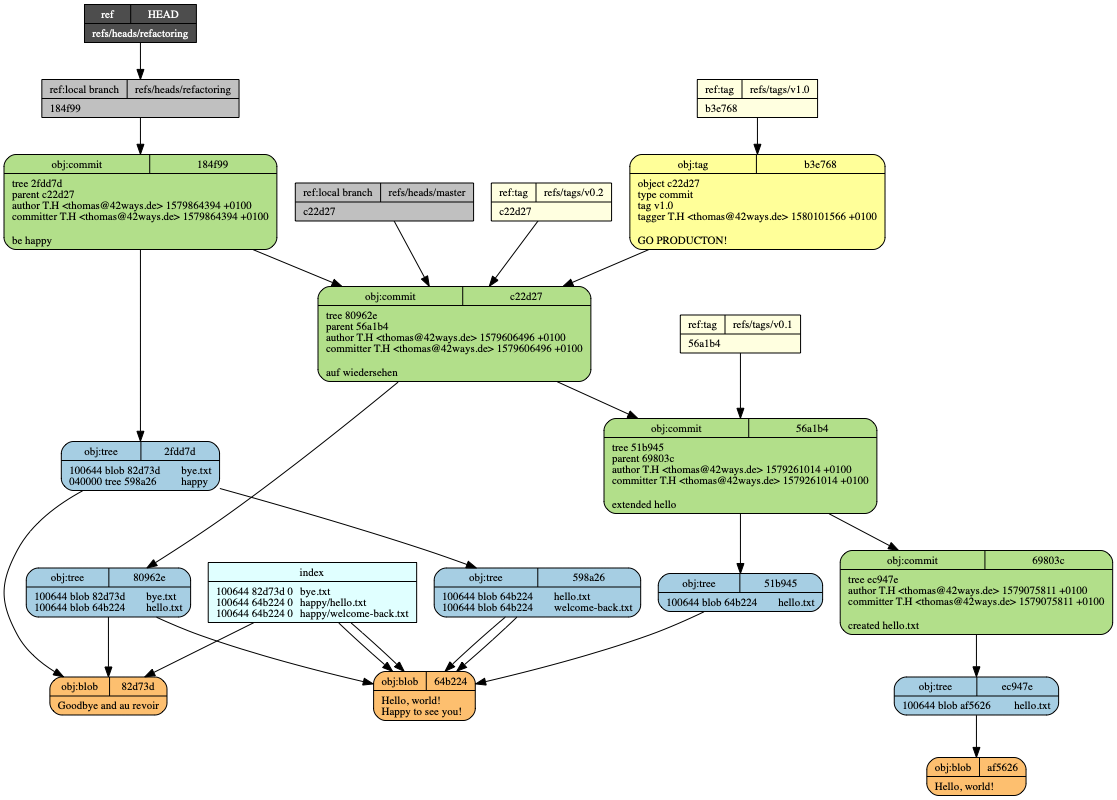 ref HEAD
refs/heads/refactoring
ref:local branch refs/heads/refactoring
184f99
ref:tag refs/tags/v1.0
b3e768
obj:commit 184f99
tree 2fdd7d
parent c22d27
author T.H <thomas@42ways.de> 1579864394 +0100
committer T.H <thomas@42ways.de> 1579864394 +0100
be happy
ref:local branch refs/heads/master
c22d27
ref:tag refs/tags/v0.2
c22d27
obj:tag b3e768
object c22d27
type commit
tag v1.0
tagger T.H <thomas@42ways.de> 1580101566 +0100
GO PRODUCTON!
obj:commit c22d27
tree 80962e
parent 56a1b4
author T.H <thomas@42ways.de> 1579606496 +0100
committer T.H <thomas@42ways.de> 1579606496 +0100
auf wiedersehen
ref:tag refs/tags/v0.1
56a1b4
obj:commit 56a1b4
tree 51b945
parent 69803c
author T.H <thomas@42ways.de> 1579261014 +0100
committer T.H <thomas@42ways.de> 1579261014 +0100
extended hello
obj:tree 2fdd7d
100644 blob 82d73d bye.txt
040000 tree 598a26 happy
obj:tree 80962e
100644 blob 82d73d bye.txt
100644 blob 64b224 hello.txt
index
100644 82d73d 0 bye.txt
100644 64b224 0 happy/hello.txt
100644 64b224 0 happy/welcome-back.txt
obj:tree 598a26
100644 blob 64b224 hello.txt
100644 blob 64b224 welcome-back.txt
obj:tree 51b945
100644 blob 64b224 hello.txt
obj:commit 69803c
tree ec947e
author T.H <thomas@42ways.de> 1579075811 +0100
committer T.H <thomas@42ways.de> 1579075811 +0100
created hello.txt
obj:blob 82d73d
Goodbye and au revoir
obj:blob 64b224
Hello, world!
Happy to see you!
obj:tree ec947e
100644 blob af5626 hello.txt
obj:blob af5626
Hello, world!